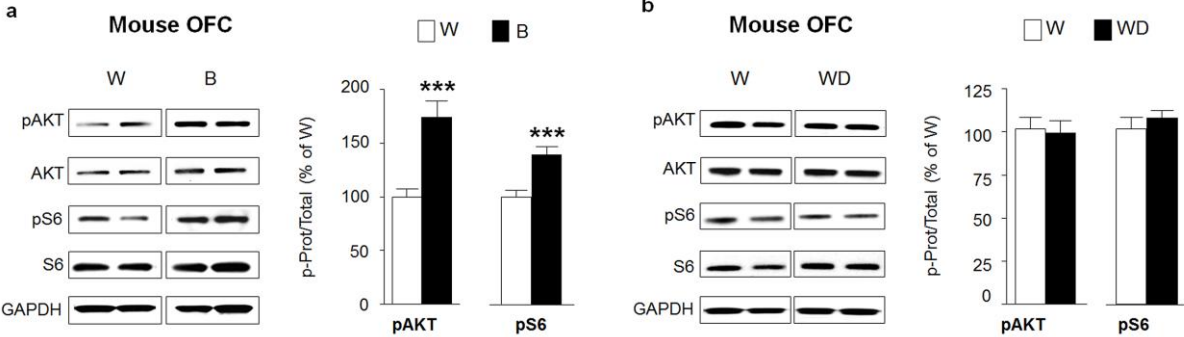 a
Mouse OFC
W B
W B
pAKT
AKT
pS6
S6
GAPDH
p-Prot/Total (% of W)
200
150
100
50
0
***
***
pAKT pS6
b
Mouse OFC
W WD
W WD
pAKT
AKT
pS6
S6
GAPDH
p-Prot/Total (% of W)
125
100
75
50
25
0
pAKT pS6